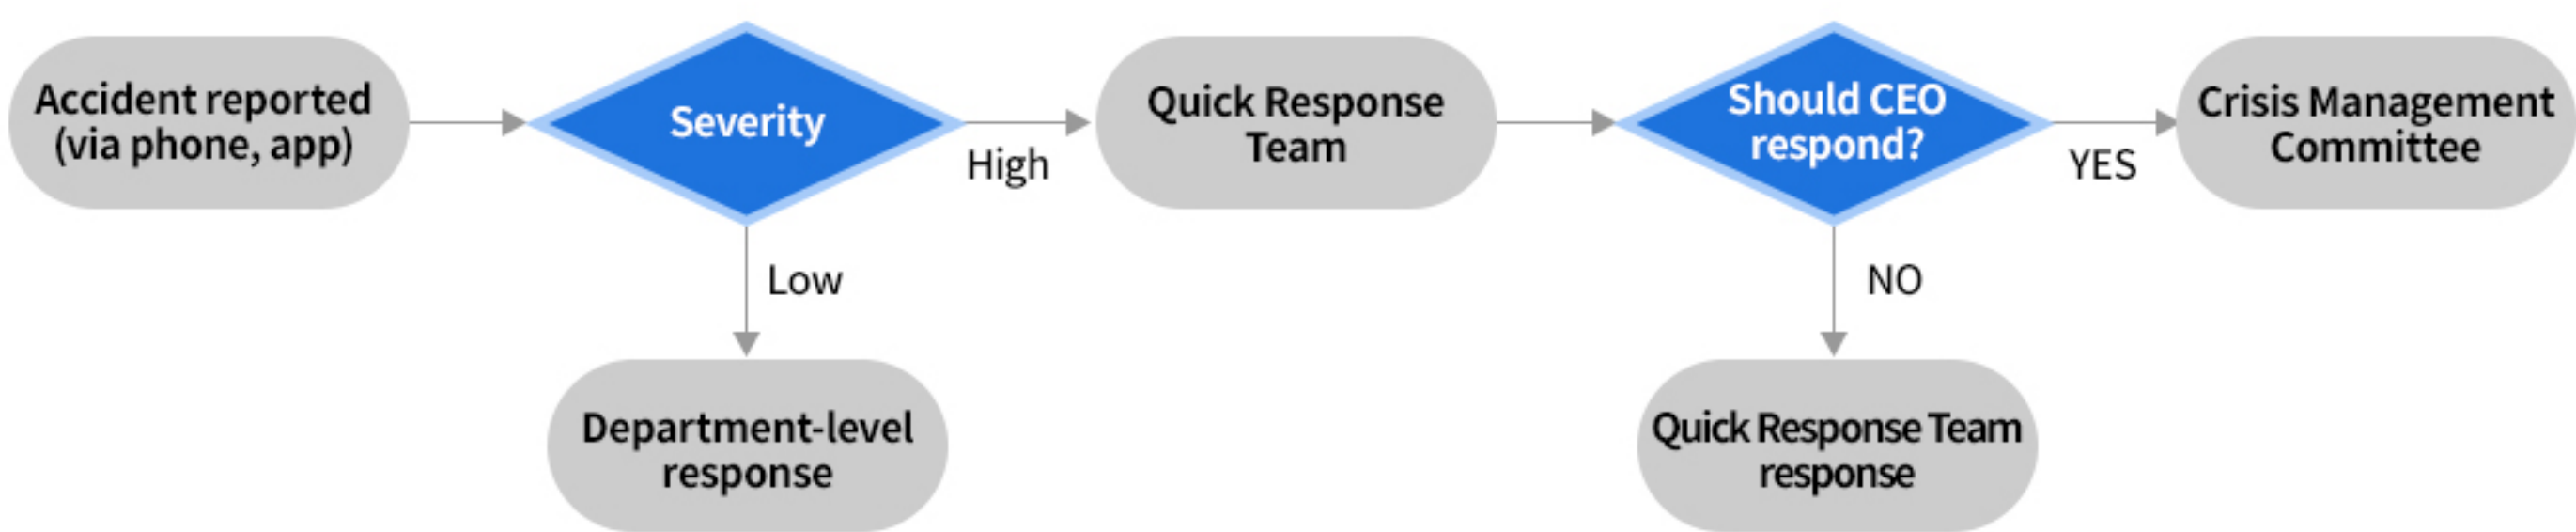 Accident reported
(via phone, app)
Severity
High
Low
Department-level
response
Quick Response
Team
Should CEO
respond?
YES
NO
Crisis Management
Committee
Quick Response Team
response